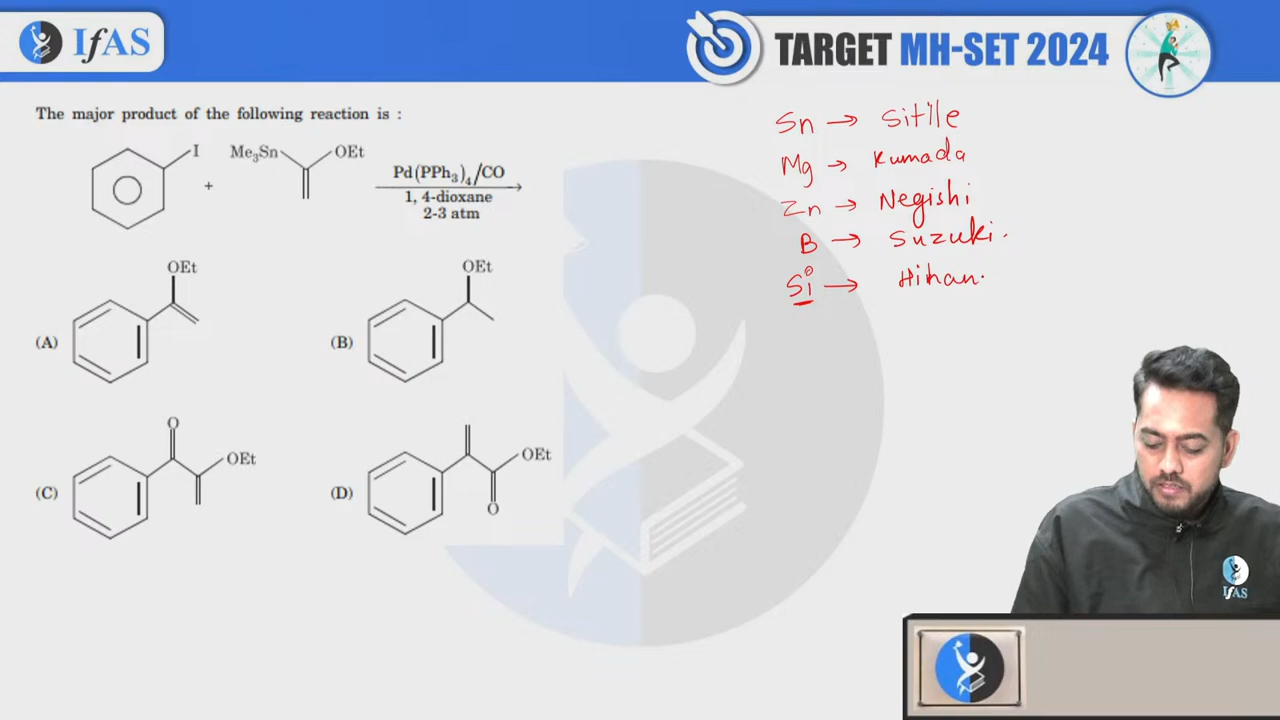 IfAS
TARGET MH-SET 2024
The major product of the following reaction is :
I
+
Me₃Sn
OEt
Pd(PPh₃)₄/CO
1, 4-dioxane
2-3 atm
(A)
OEt
(B)
OEt
(C)
O
OEt
(D)
OEt
O
Sn → Sitlle
Mg → Kumada
Zn → Negishi
B → Suzuki.
Si → Hihan.
IfAS